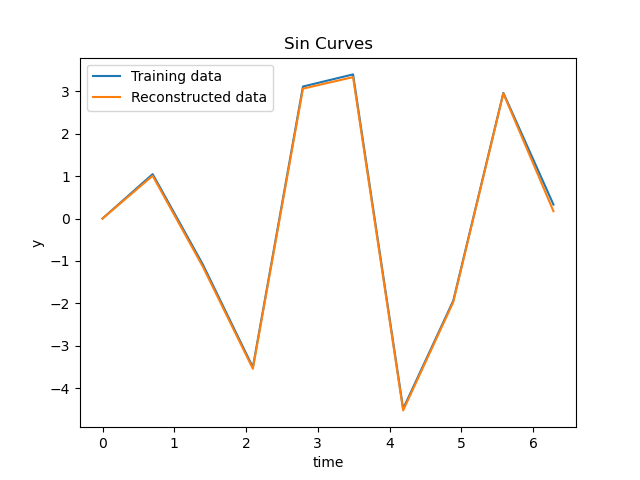 Sin Curves
Training data
Reconstructed data
3
2
1
0
−1
−2
−3
−4
y
0 1 2 3 4 5 6
time